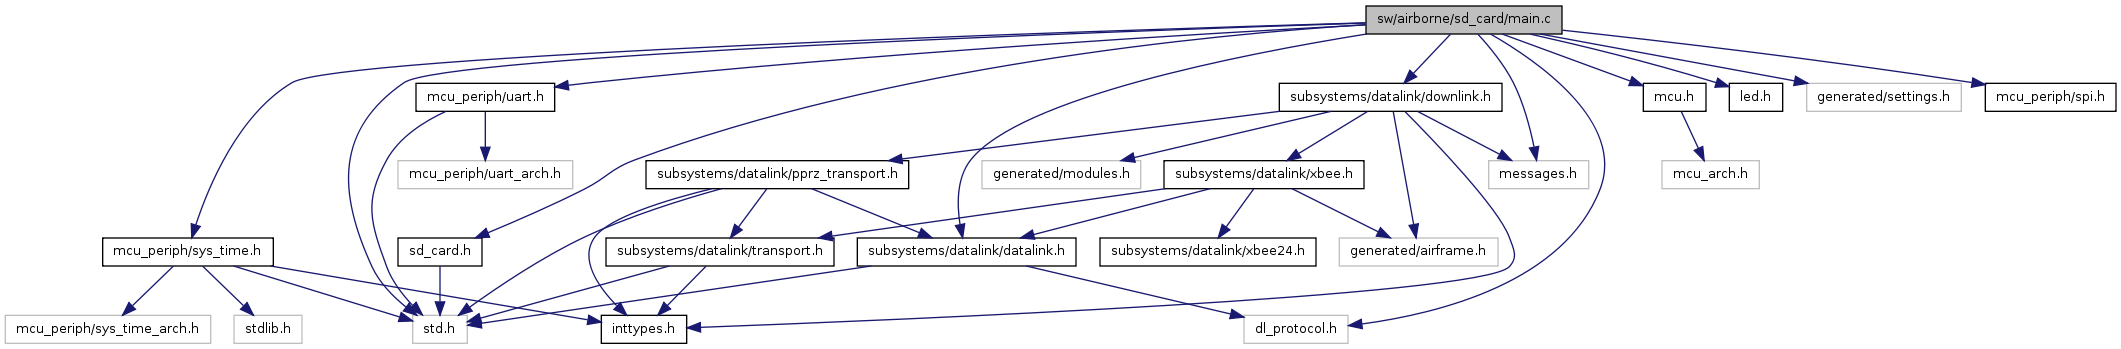 sw/airborne/sd_card/main.c
mcu_periph/uart.h
subsystems/datalink/downlink.h
mcu.h
led.h
generated/settings.h
mcu_periph/spi.h
mcu_periph/uart_arch.h
subsystems/datalink/pprz_transport.h
generated/modules.h
subsystems/datalink/xbee.h
messages.h
mcu_arch.h
mcu_periph/sys_time.h
sd_card.h
subsystems/datalink/transport.h
subsystems/datalink/datalink.h
subsystems/datalink/xbee24.h
generated/airframe.h
mcu_periph/sys_time_arch.h
stdlib.h
std.h
inttypes.h
dl_protocol.h